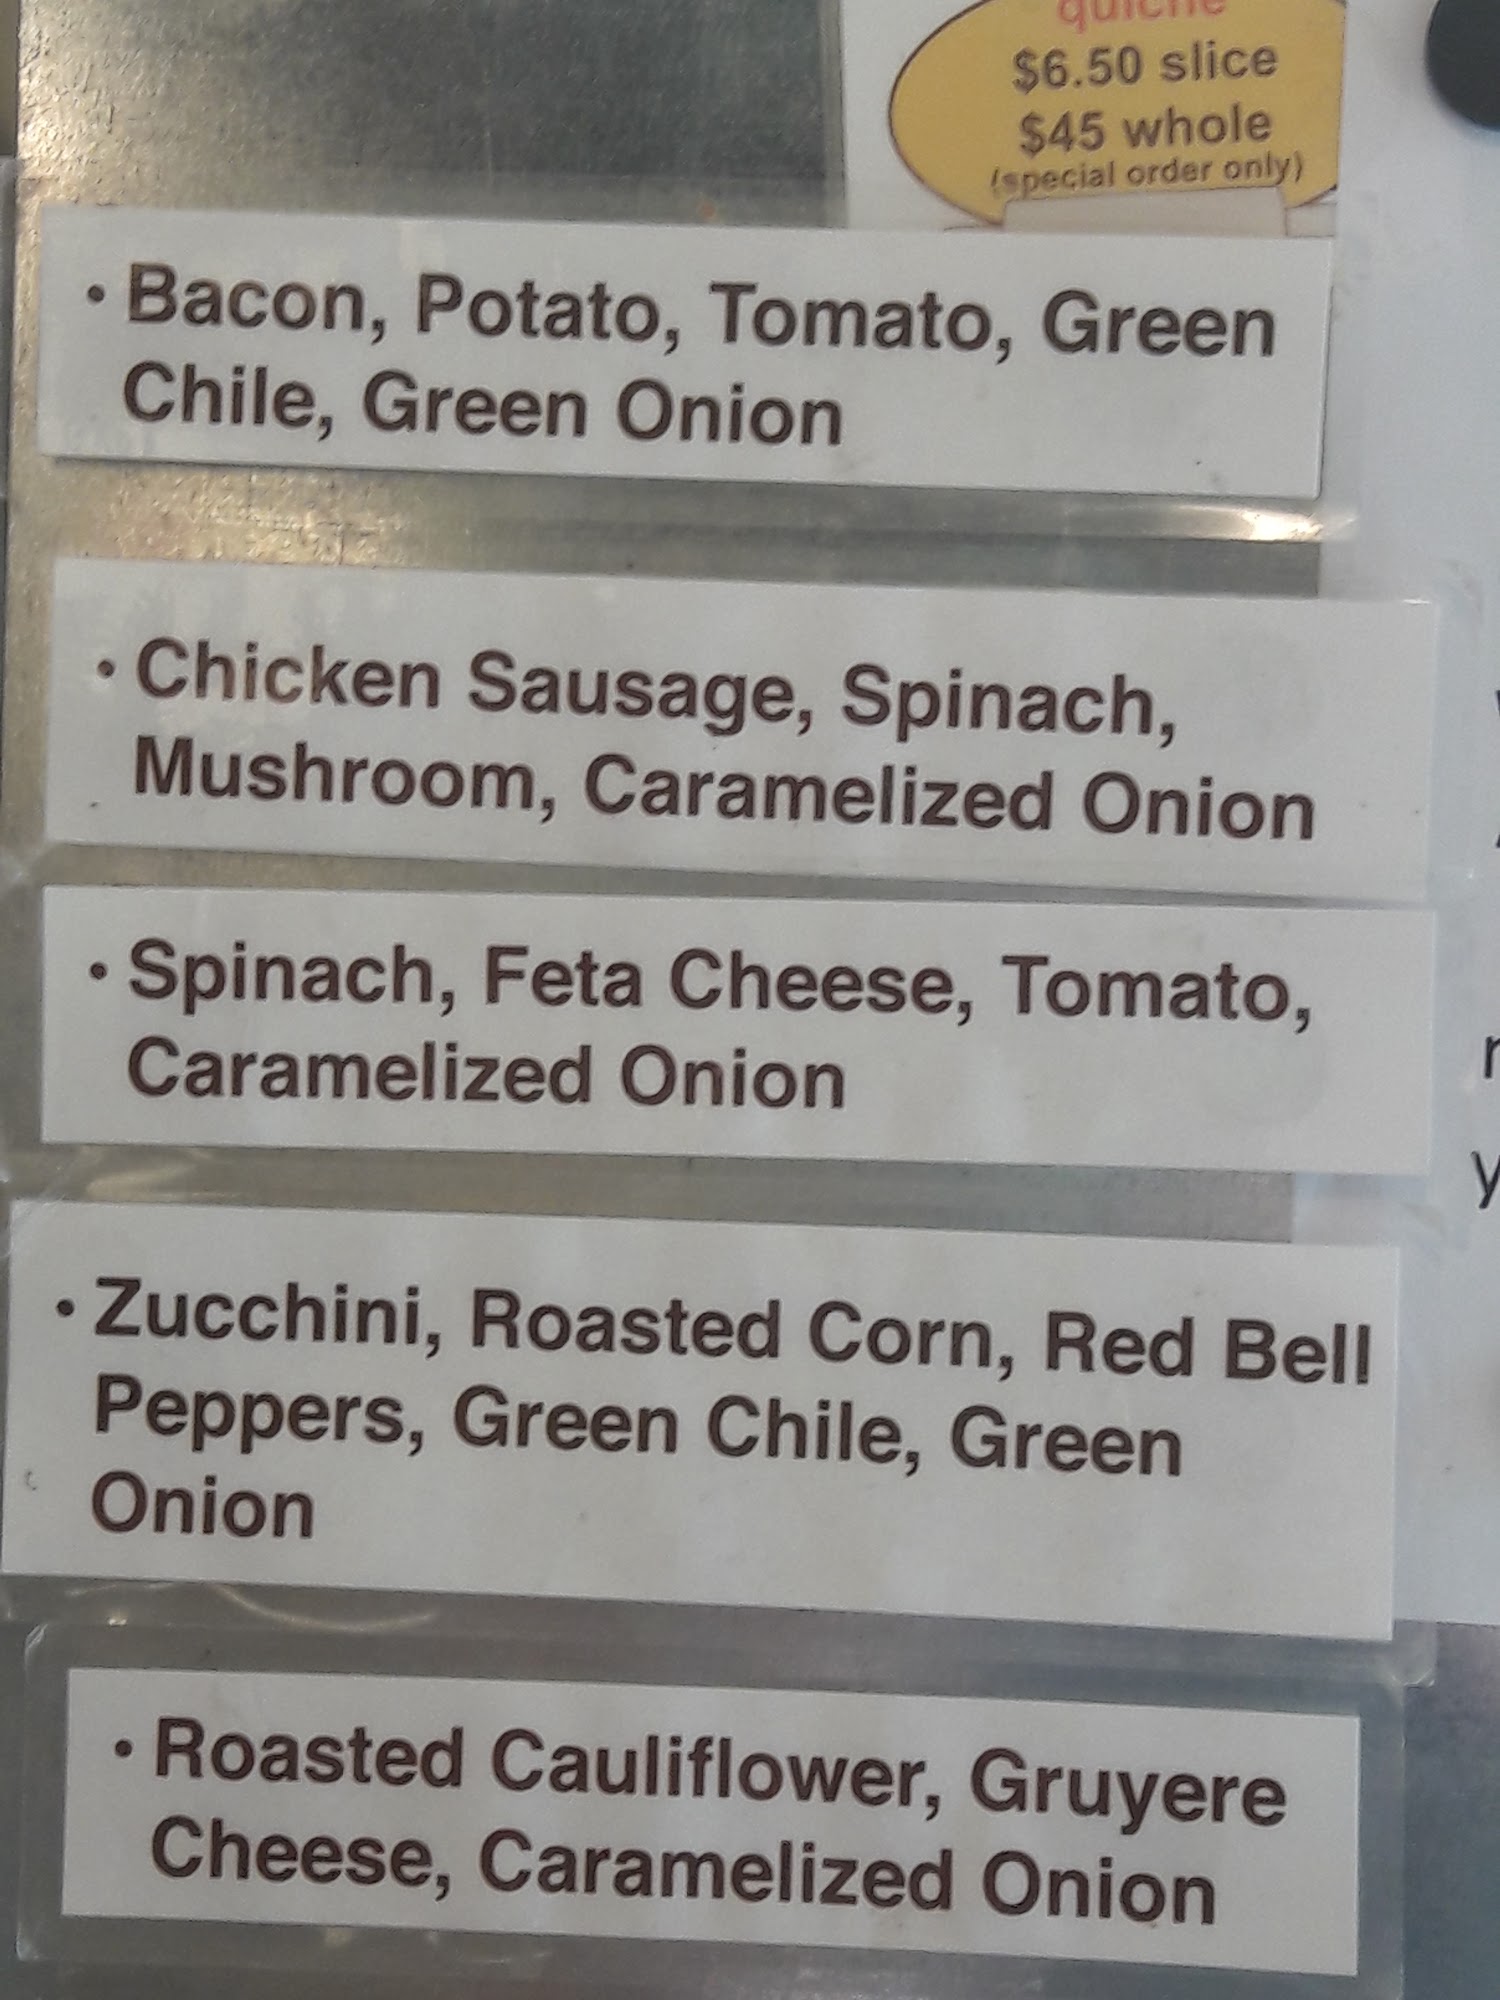 quiche
$6.50 slice
$45 whole
(special order only)
• Bacon, Potato, Tomato, Green
Chile, Green Onion
• Chicken Sausage, Spinach,
Mushroom, Caramelized Onion
• Spinach, Feta Cheese, Tomato,
Caramelized Onion
• Zucchini, Roasted Corn, Red Bell
Peppers, Green Chile, Green
Onion
• Roasted Cauliflower, Gruyere
Cheese, Caramelized Onion